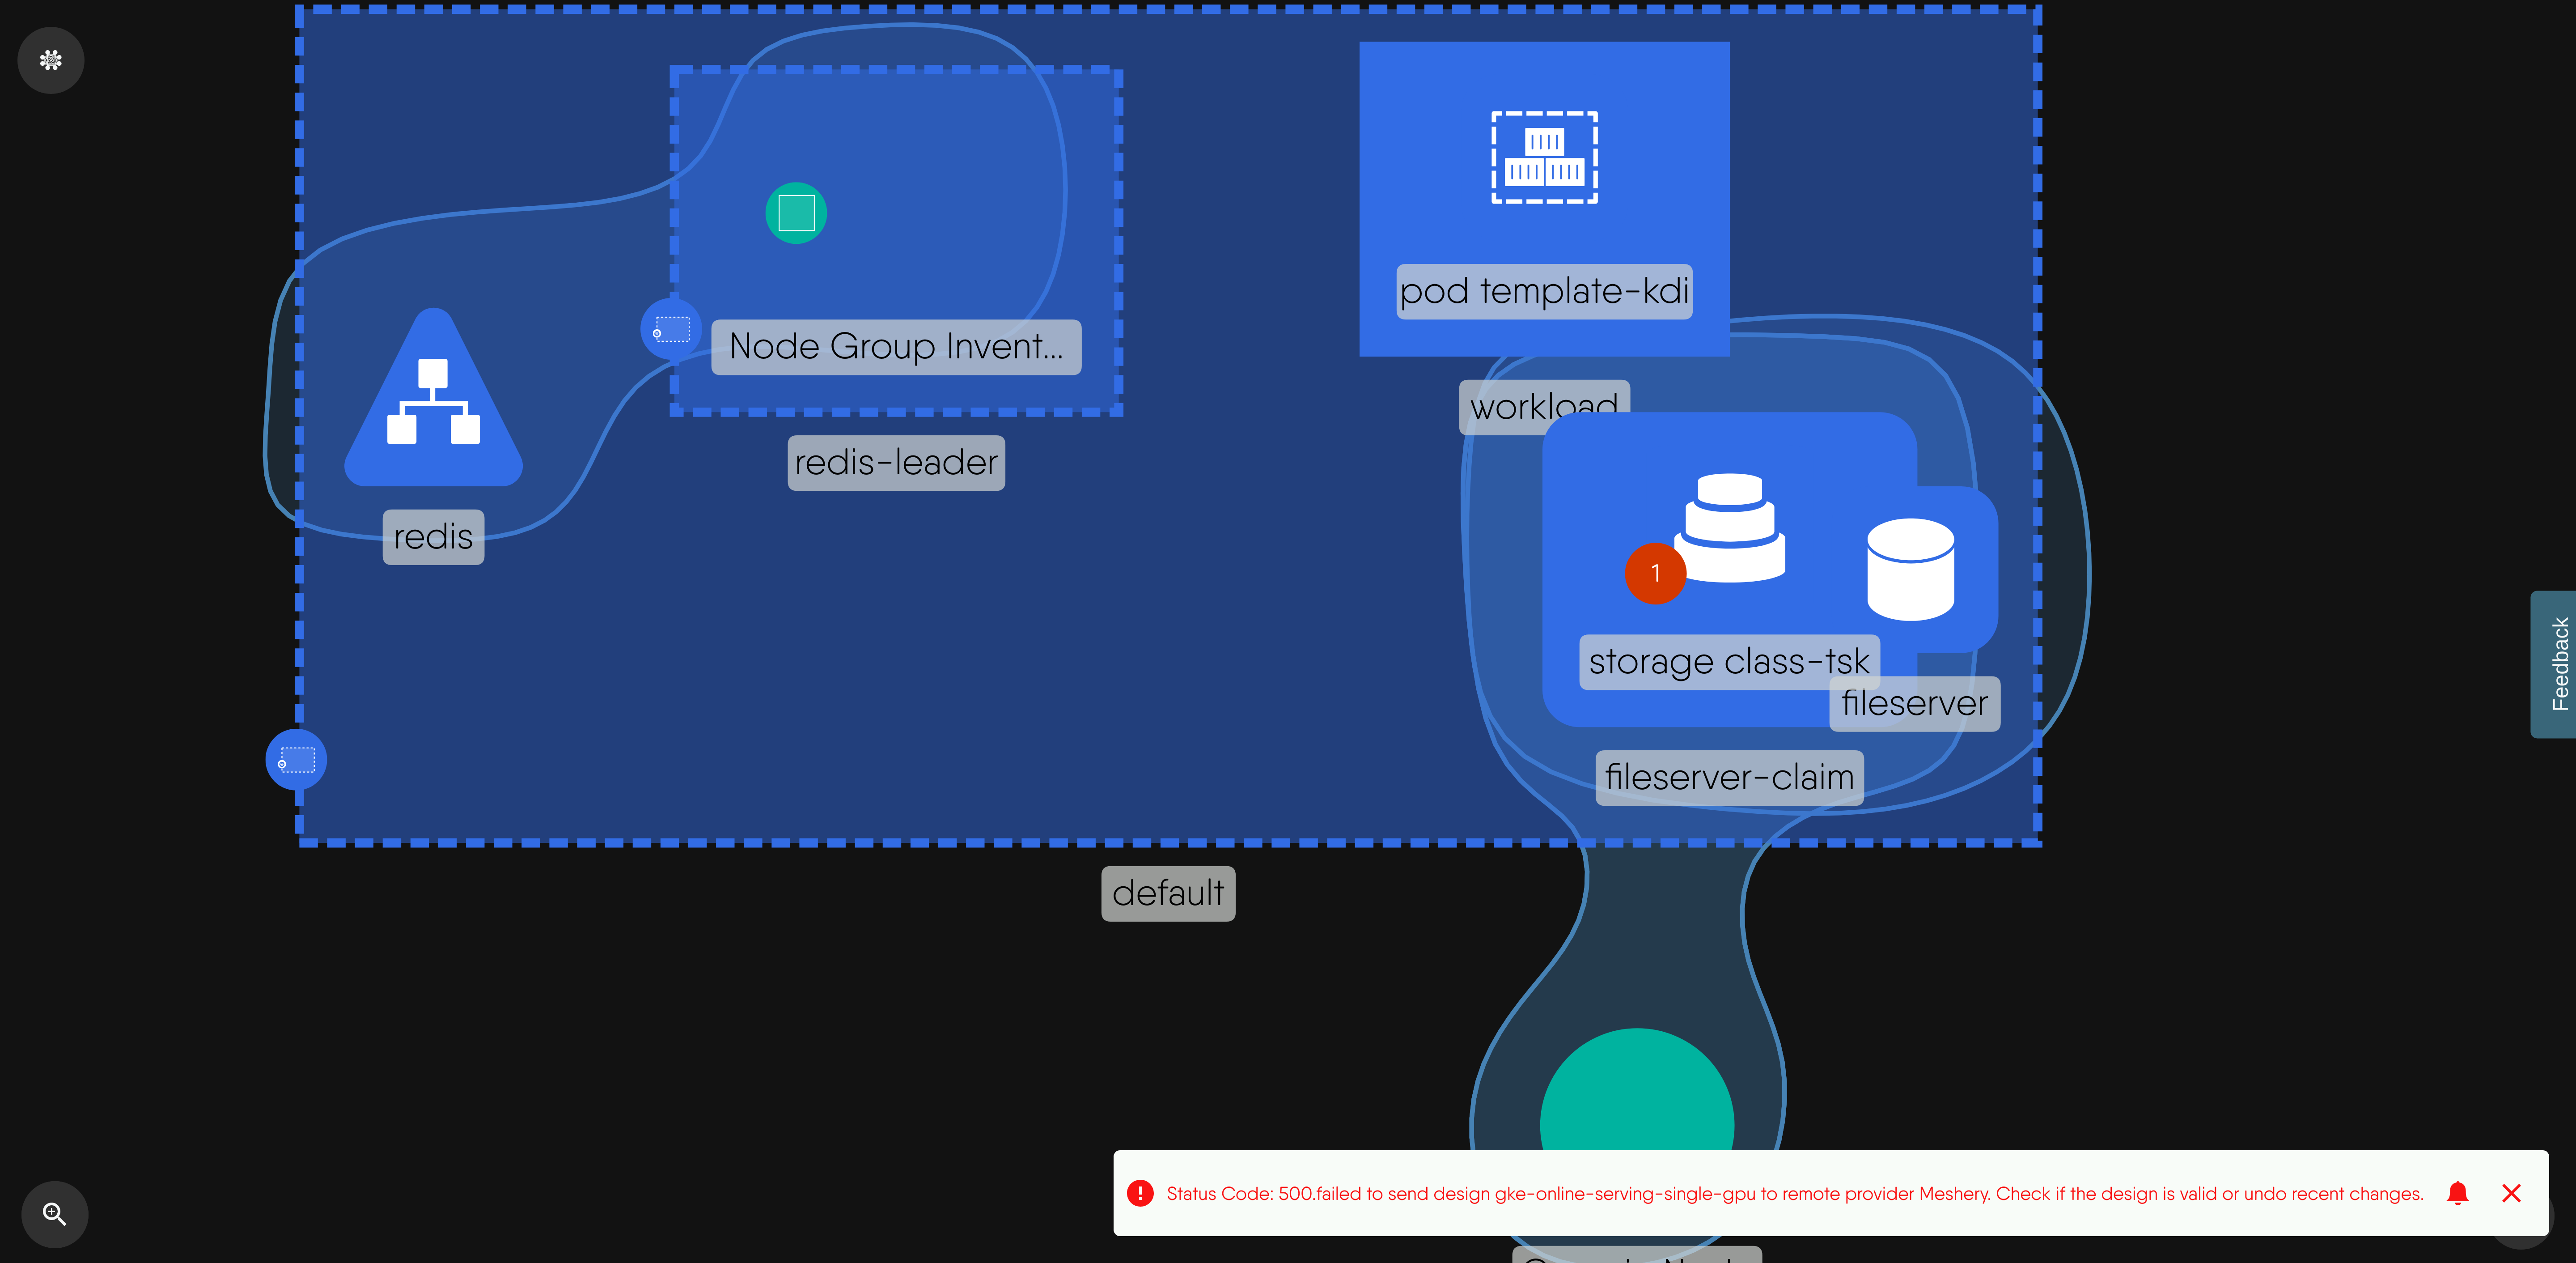 pod template-kdi
Node Group Invent...
workload
redis-leader
redis
1
storage class-tsk
fileserver
fileserver-claim
default
Feedback
Status Code: 500.failed to send design gke-online-serving-single-gpu to remote provider Meshery. Check if the design is valid or undo recent changes.